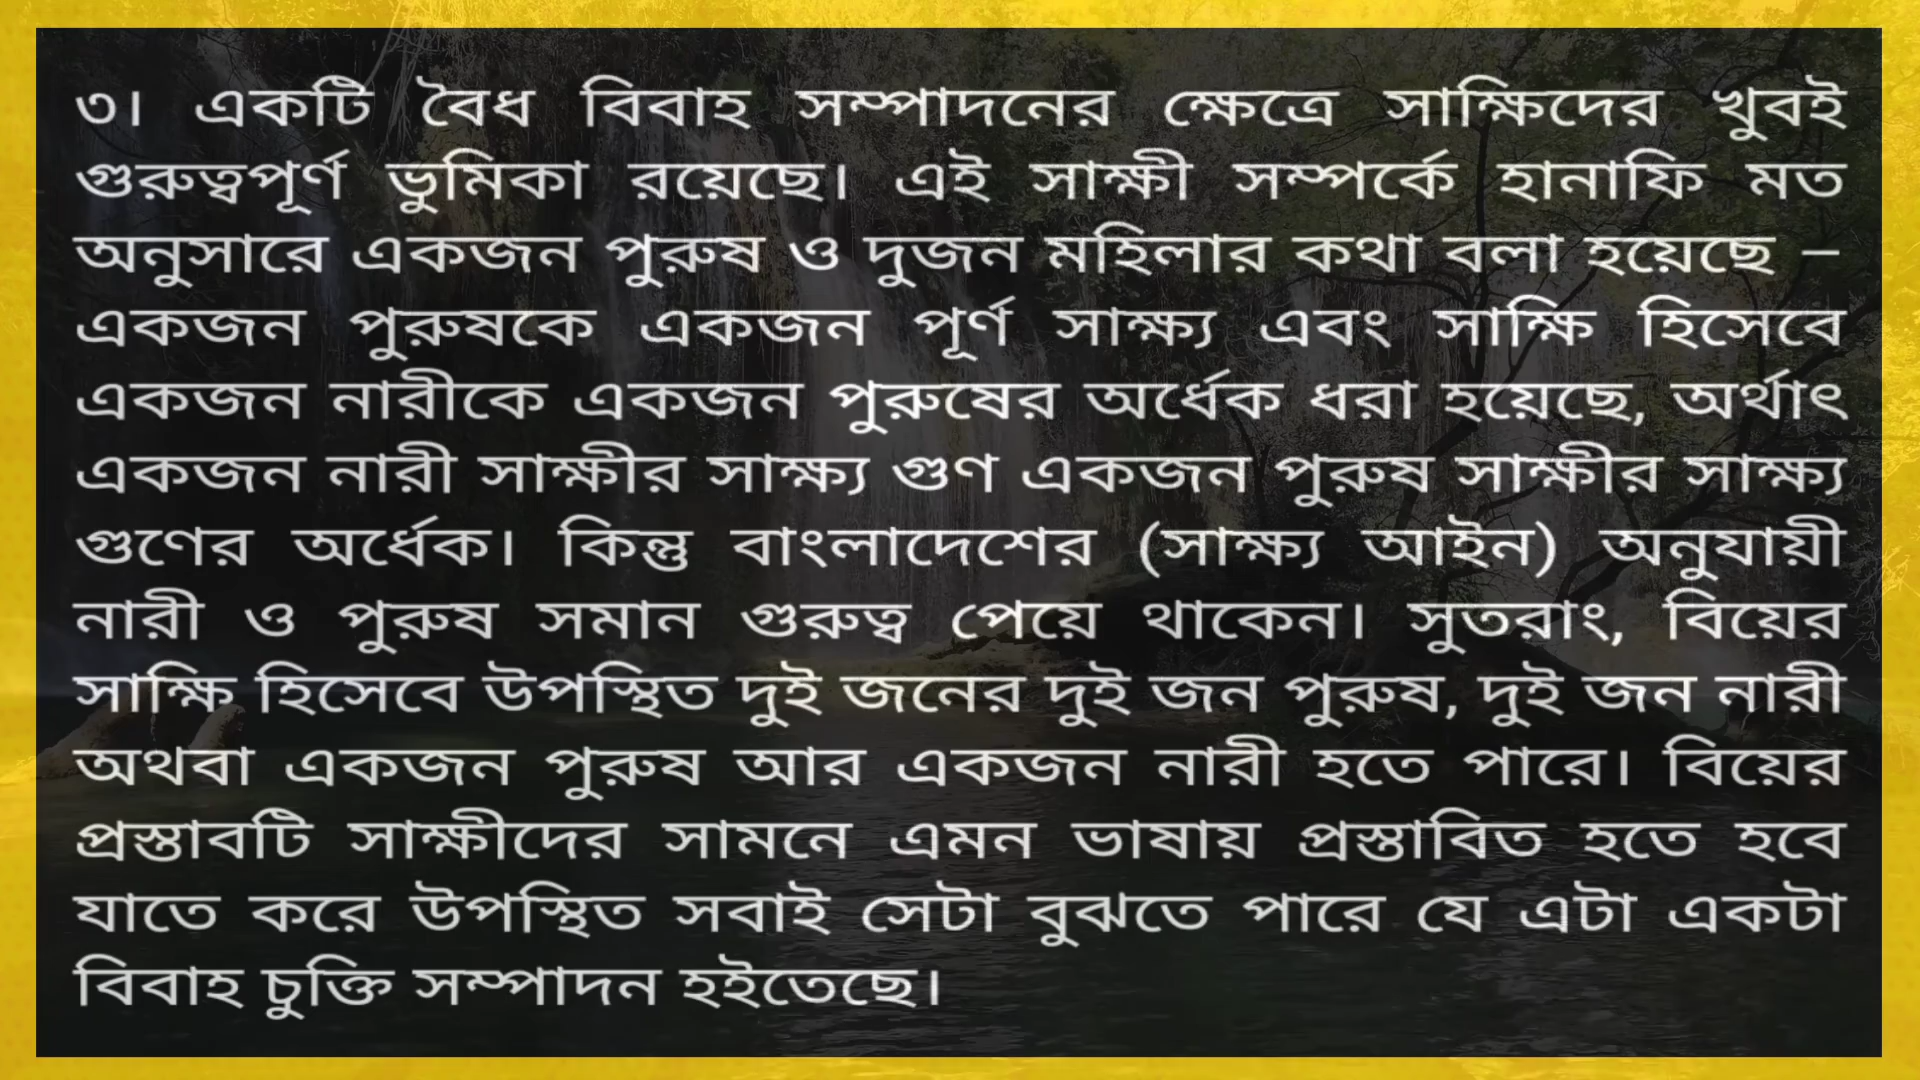 ৩। একটি বৈধ বিবাহ সম্পাদনের ক্ষেত্রে সাক্ষিদের খুবই
গুরুত্বপূর্ণ ভুমিকা রয়েছে। এই সাক্ষী সম্পর্কে হানাফি মত
অনুসারে একজন পুরুষ ও দুজন মহিলার কথা বলা হয়েছে –
একজন পুরুষকে একজন পূর্ণ সাক্ষ্য এবং সাক্ষি হিসেবে
একজন নারীকে একজন পুরুষের অর্ধেক ধরা হয়েছে, অর্থাৎ
একজন নারী সাক্ষীর সাক্ষ্য গুণ একজন পুরুষ সাক্ষীর সাক্ষ্য
গুণের অর্ধেক। কিন্তু বাংলাদেশের (সাক্ষ্য আইন) অনুযায়ী
নারী ও পুরুষ সমান গুরুত্ব পেয়ে থাকেন। সুতরাং, বিয়ের
সাক্ষি হিসেবে উপস্থিত দুই জনের দুই জন পুরুষ, দুই জন নারী
অথবা একজন পুরুষ আর একজন নারী হতে পারে। বিয়ের
প্রস্তাবটি সাক্ষীদের সামনে এমন ভাষায় প্রস্তাবিত হতে হবে
যাতে করে উপস্থিত সবাই সেটা বুঝতে পারে যে এটা একটা
বিবাহ চুক্তি সম্পাদন হইতেছে।